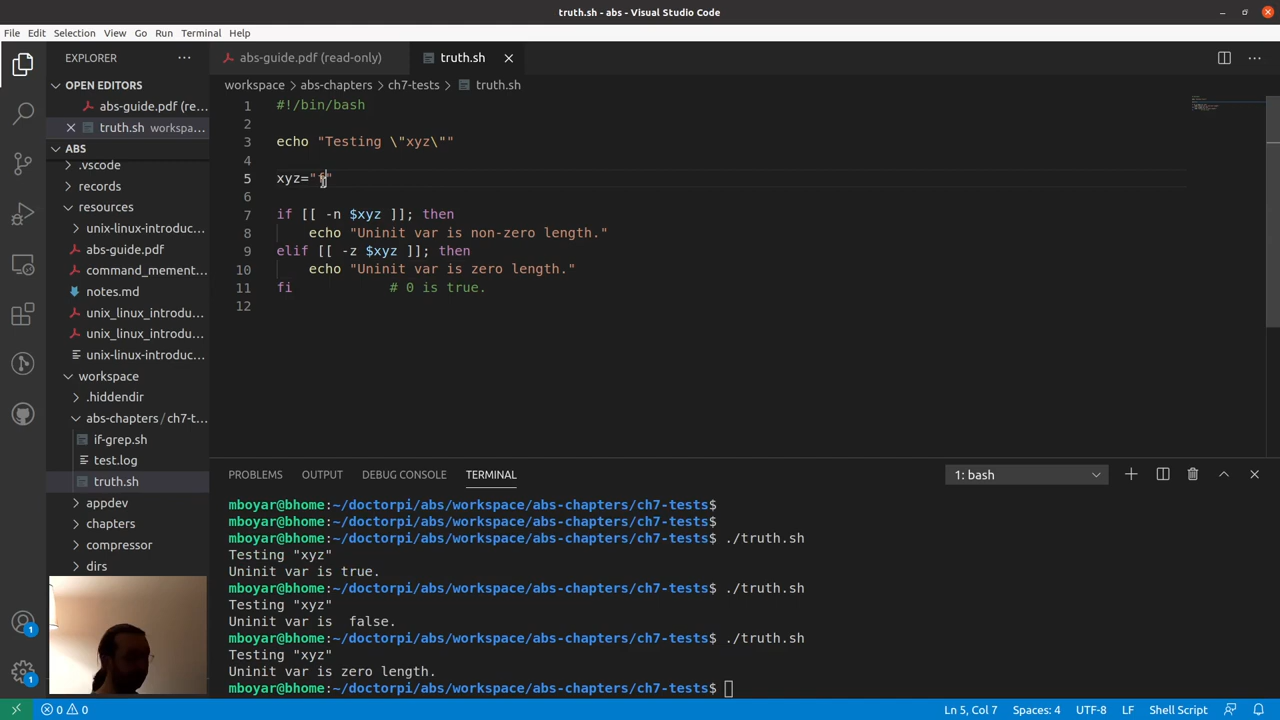 truth.sh - abs - Visual Studio Code
File Edit Selection View Go Run Terminal Help
EXPLORER
abs-guide.pdf (read-only)
truth.sh
OPEN EDITORS
abs-guide.pdf (re...
truth.sh workspa...
workspace > abs-chapters > ch7-tests > truth.sh
ABS
.vscode
records
resources
unix-linux-introduc...
abs-guide.pdf
command_mement...
notes.md
unix_linux_introdu...
unix_linux_introdu...
unix-linux-introduc...
workspace
.hiddendir
abs-chapters / ch7-t...
if-grep.sh
test.log
truth.sh
appdev
chapters
compressor
dirs
1 #!/bin/bash
2
3 echo "Testing \"xyz\""
4
5 xyz="f"
6
7 if [[ -n $xyz ]]; then
8 echo "Uninit var is non-zero length."
9 elif [[ -z $xyz ]]; then
10 echo "Uninit var is zero length."
11 fi # 0 is true.
12
PROBLEMS OUTPUT DEBUG CONSOLE TERMINAL
1: bash
mboyar@bhome:~/doctorpi/abs/workspace/abs-chapters/ch7-tests$
mboyar@bhome:~/doctorpi/abs/workspace/abs-chapters/ch7-tests$
mboyar@bhome:~/doctorpi/abs/workspace/abs-chapters/ch7-tests$ ./truth.sh
Testing "xyz"
Uninit var is true.
mboyar@bhome:~/doctorpi/abs/workspace/abs-chapters/ch7-tests$ ./truth.sh
Testing "xyz"
Uninit var is  false.
mboyar@bhome:~/doctorpi/abs/workspace/abs-chapters/ch7-tests$ ./truth.sh
Testing "xyz"
Uninit var is zero length.
mboyar@bhome:~/doctorpi/abs/workspace/abs-chapters/ch7-tests$
1
1
0 0
Ln 5, Col 7 Spaces: 4 UTF-8 LF Shell Script